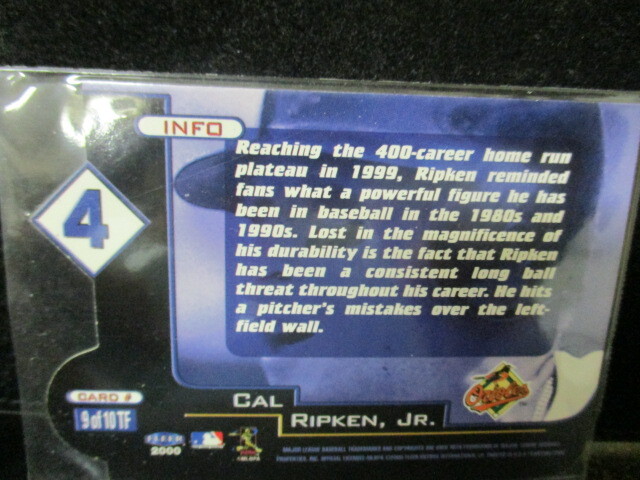 INFO
Reaching the 400-career home run
plateau in 1999, Ripken reminded
fans what a powerful figure he has
been in baseball in the 1980s and
1990s. Lost in the magnificence of
his durability is the fact that Ripken
has been a consistent long ball
threat throughout his career. He hits
a pitcher's mistakes over the left-
field wall.
4
CARD #
9 of 10 TF
CAL
RIPKEN, JR.
Orioles
FLEER
2000